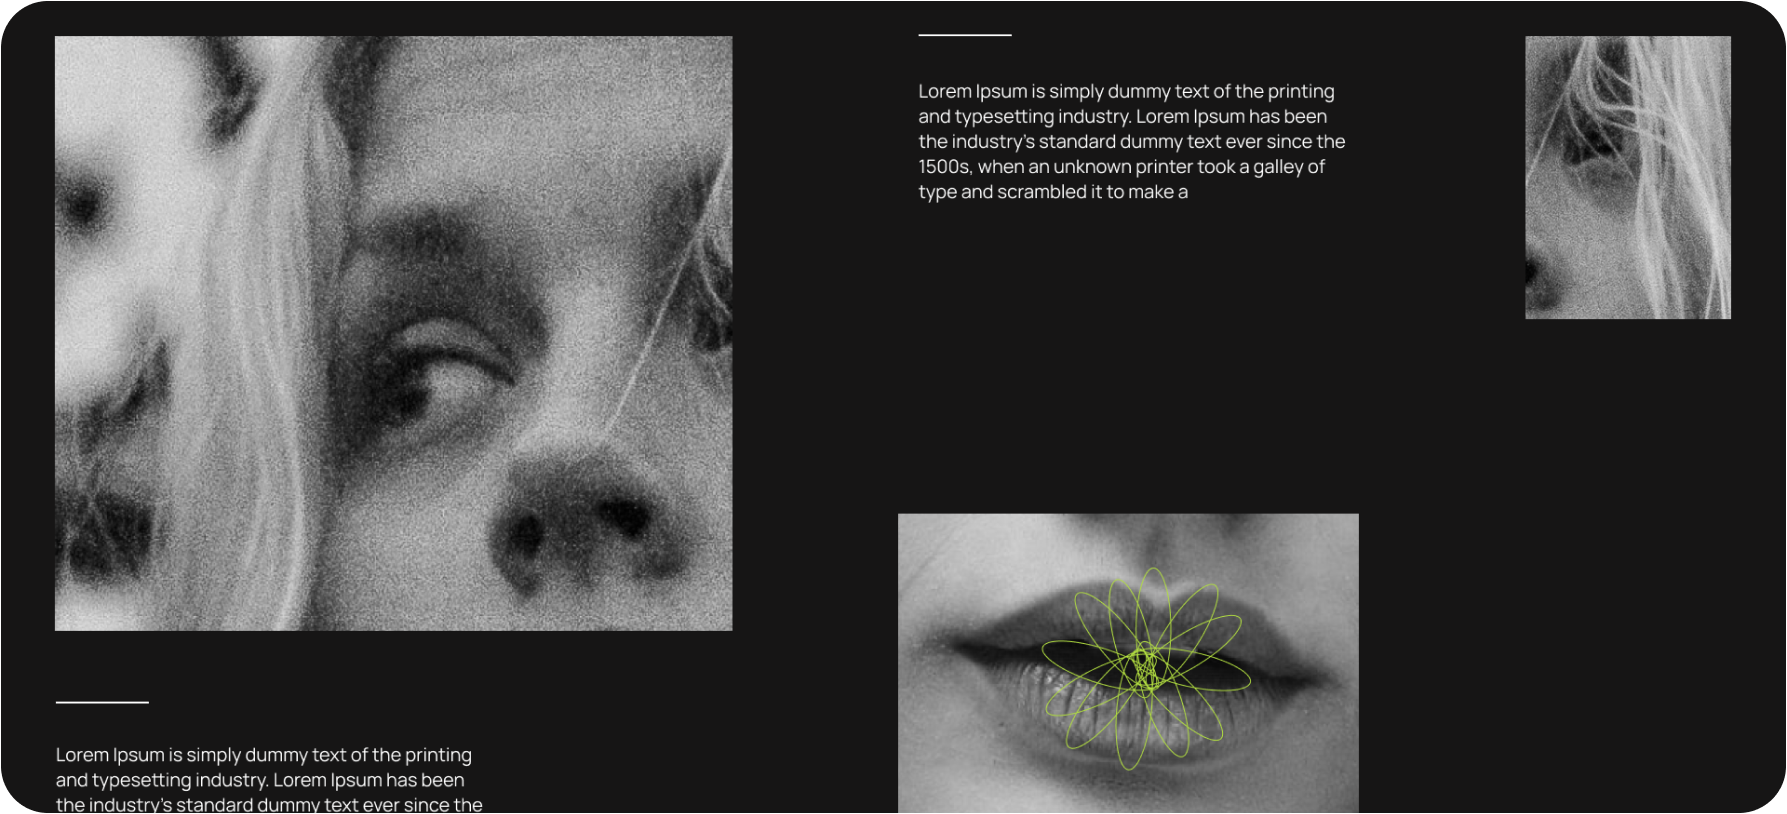 Lorem Ipsum is simply dummy text of the printing
and typesetting industry. Lorem Ipsum has been
the industry's standard dummy text ever since the
1500s, when an unknown printer took a galley of
type and scrambled it to make a
Lorem Ipsum is simply dummy text of the printing
and typesetting industry. Lorem Ipsum has been
the industry's standard dummy text ever since the